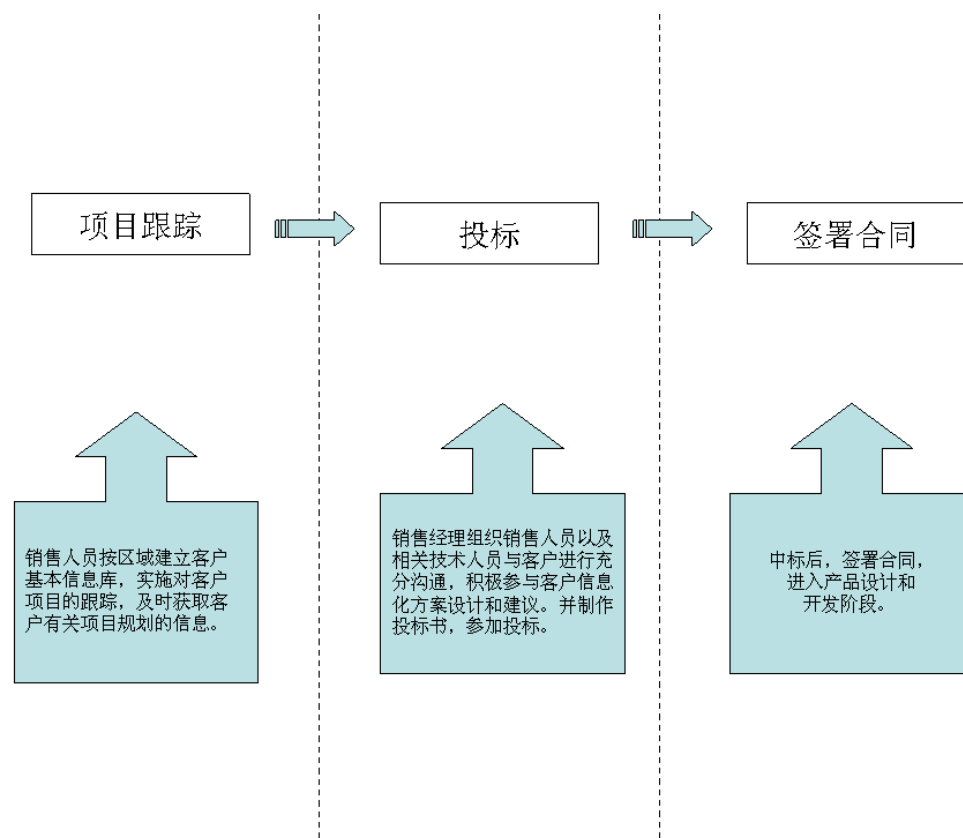 项目跟踪
投标
签署合同
销售人员按区域建立客户
基本信息库，实施对客户
项目的跟踪，及时获取客
户有关项目规划的信息。
销售经理组织销售人员以及
相关技术人员与客户进行充
分沟通，积极参与客户信息
化方案设计和建议。并制作
投标书，参加投标。
中标后，签署合同，
进入产品设计和
开发阶段。